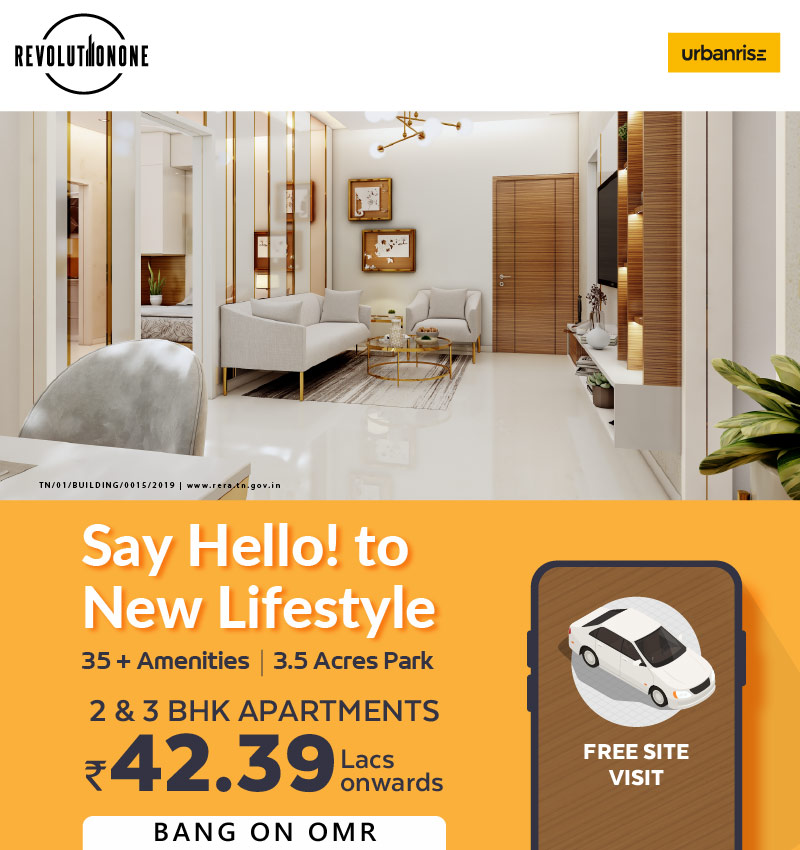 REVOLUTIONONE
urbanrise
TN/01/BUILDING/0015/2019 | www.rera.tn.gov.in
Say Hello! to
New Lifestyle
35 + Amenities | 3.5 Acres Park
2 & 3 BHK APARTMENTS
₹42.39 Lacs
onwards
BANG ON OMR
FREE SITE
VISIT